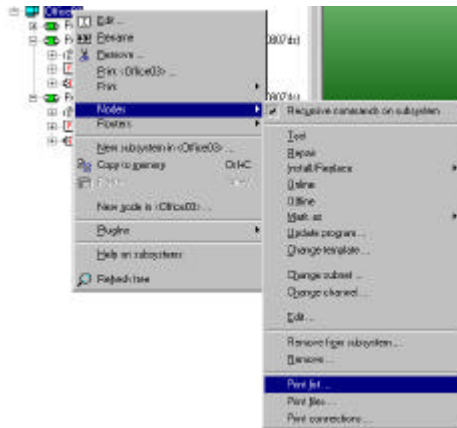 Office03
Edit...
Rename
Remove...
Print <Office03>...
Print
Nodes
Routers
New subsystem in <Office03>...
Copy to memory Ctrl+C
New node in <Office03>...
PlugIns
Help on subsystems
Refresh tree
0807dc)
0807dc)
Recursive commands on subsystem
Test
Repair
Install/Replace
Online
Offline
Mark as
Update program...
Change template...
Change subnet...
Change channel...
Edit...
Remove from subsystem...
Remove...
Print list...
Print files...
Print connections...